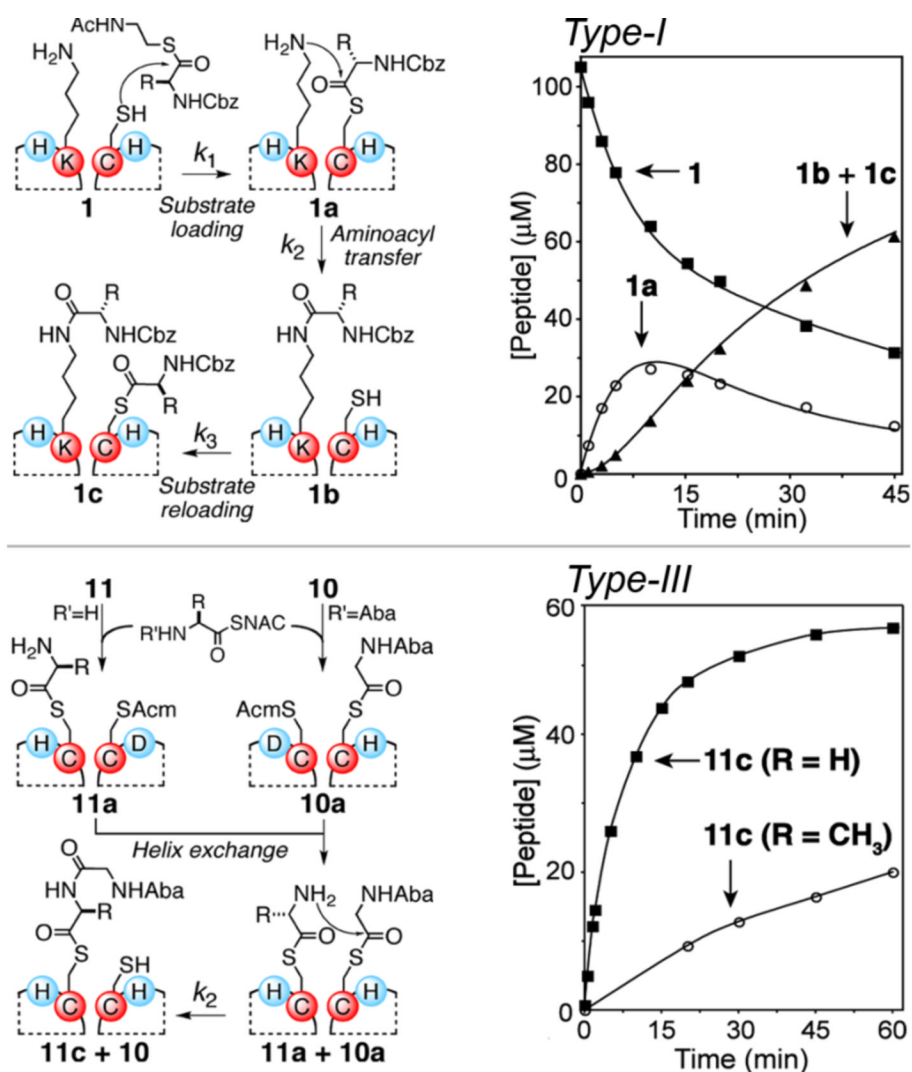 AcHN
S
O
H2N
R
NHCbz
SH
H
K
C
H
1
k1
Substrate
loading
H2N
R
NHCbz
O
S
H
K
C
H
1a
k2
Aminoacyl
transfer
O
R
HN
NHCbz
NHCbz
O
S
R
H
K
C
H
1c
k3
Substrate
reloading
O
R
HN
NHCbz
SH
H
K
C
H
1b
Type-I
[Peptide] (μM)
100
80
60
40
20
0
1
1a
1b + 1c
0
15
30
45
Time (min)
11
R'=H
R
R'HN
SNAC
O
10
R'=Aba
H2N
R
O
S
SAcm
H
C
C
D
11a
NHAba
O
AcmS
S
D
C
C
H
10a
Helix exchange
O
HN
NHAba
R
O
S
SH
H
C
C
H
11c + 10
k2
R
NH2
NHAba
O
O
S
S
H
C
C
H
11a + 10a
Type-III
[Peptide] (μM)
60
40
20
0
11c (R = H)
11c (R = CH3)
0
15
30
45
60
Time (min)